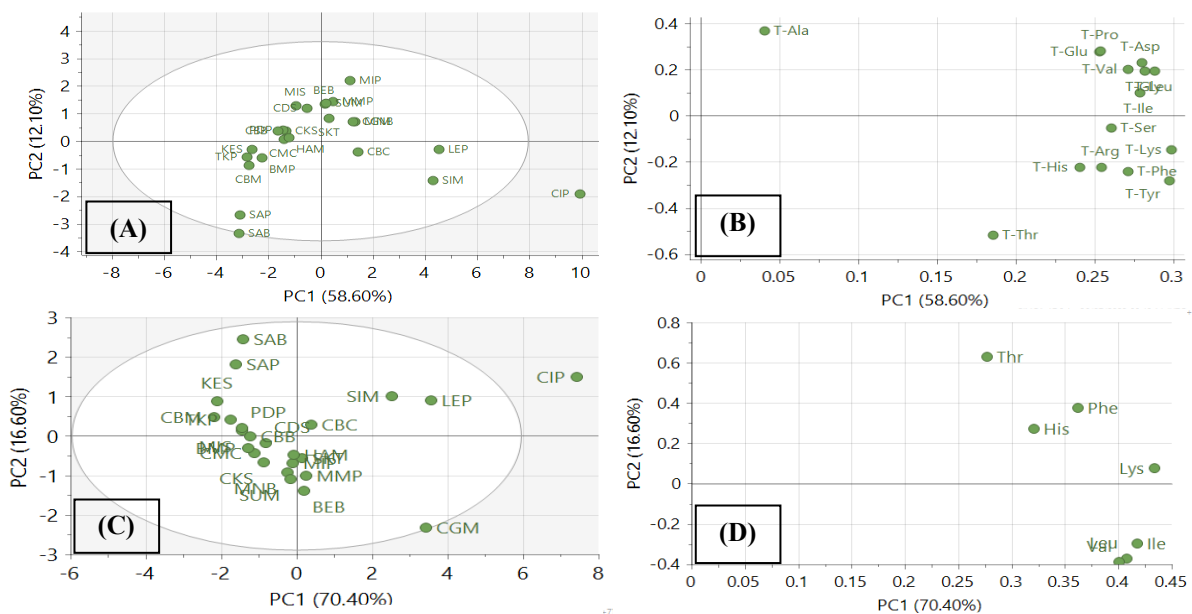 4
3
2
1
0
-1
-2
-3
-4
PC2 (12.10%)
MIP
MIS
BEB
MMP
CDS
SUM
MNB
CGM
CKS
SKT
HAM
CBC
LEP
KES
TKP
CMC
BMP
CBM
SIM
CIP
SAP
SAB
(A)
-8
-6
-4
-2
0
2
4
6
8
10
PC1 (58.60%)
0.4
0.2
0
-0.2
-0.4
-0.6
PC2 (12.10%)
T-Ala
T-Pro
T-Glu
T-Asp
T-Val
T-Gly
T-Leu
T-Ile
T-Ser
T-Arg
T-Lys
T-His
T-Phe
T-Tyr
T-Thr
(B)
0
0.05
0.1
0.15
0.2
0.25
0.3
PC1 (58.60%)
3
2
1
0
-1
-2
-3
PC2 (16.60%)
SAB
SAP
KES
CIP
SIM
LEP
CBM
TKP
PDP
CDS
CBC
CBB
MIS
CMC
HAM
MIP
CKS
MMP
MNB
SUM
BEB
CGM
(C)
-6
-4
-2
0
2
4
6
8
PC1 (70.40%)
0.8
0.6
0.4
0.2
0
-0.2
-0.4
PC2 (16.60%)
Thr
Phe
His
Lys
Leu
Ile
Val
(D)
0
0.05
0.1
0.15
0.2
0.25
0.3
0.35
0.4
0.45
PC1 (70.40%)